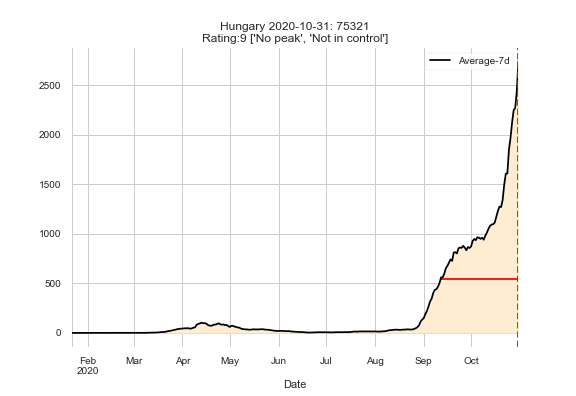 Hungary 2020-10-31: 75321
Rating:9 ['No peak', 'Not in control']
Average-7d
2500
2000
1500
1000
500
0
Feb Mar Apr May Jun Jul Aug Sep Oct
2020
Date